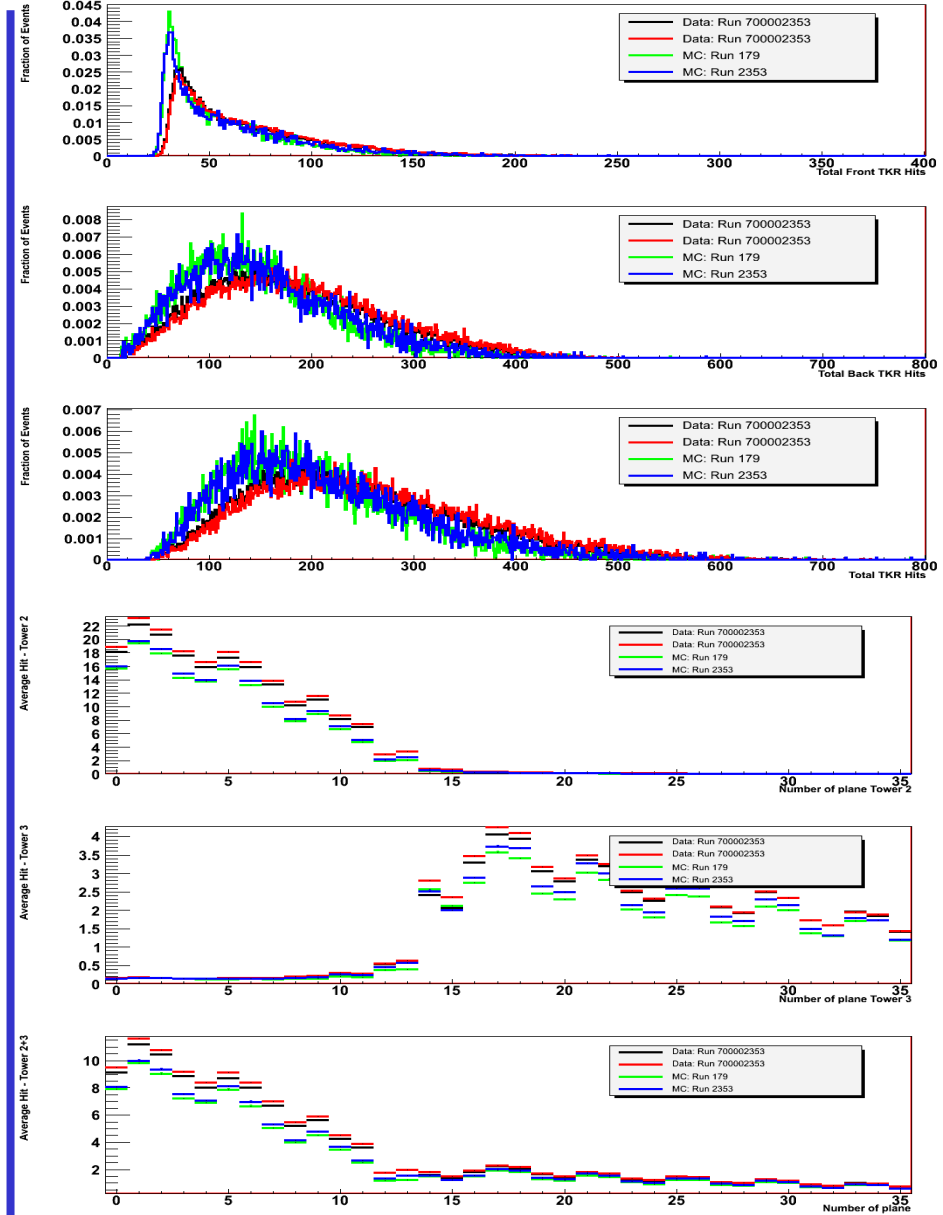 Fraction of Events
0.045
0.04
0.035
0.03
0.025
0.02
0.015
0.01
0.005
0
Data: Run 700002353
Data: Run 700002353
MC: Run 179
MC: Run 2353
0 50 100 150 200 250 300 350 400
Total Front TKR Hits
Fraction of Events
0.008
0.007
0.006
0.005
0.004
0.003
0.002
0.001
0
Data: Run 700002353
Data: Run 700002353
MC: Run 179
MC: Run 2353
0 100 200 300 400 500 600 700 800
Total Back TKR Hits
Fraction of Events
0.007
0.006
0.005
0.004
0.003
0.002
0.001
0
Data: Run 700002353
Data: Run 700002353
MC: Run 179
MC: Run 2353
0 100 200 300 400 500 600 700 800
Total TKR Hits
Average Hit - Tower 2
22
20
18
16
14
12
10
8
6
4
2
0
Data: Run 700002353
Data: Run 700002353
MC: Run 179
MC: Run 2353
0 5 10 15 20 25 30 35
Number of plane Tower 2
Average Hit - Tower 3
4
3.5
3
2.5
2
1.5
1
0.5
0
Data: Run 700002353
Data: Run 700002353
MC: Run 179
MC: Run 2353
0 5 10 15 20 25 30 35
Number of plane Tower 3
Average Hit - Tower 2+3
10
8
6
4
2
Data: Run 700002353
Data: Run 700002353
MC: Run 179
MC: Run 2353
0 5 10 15 20 25 30 35
Number of plane